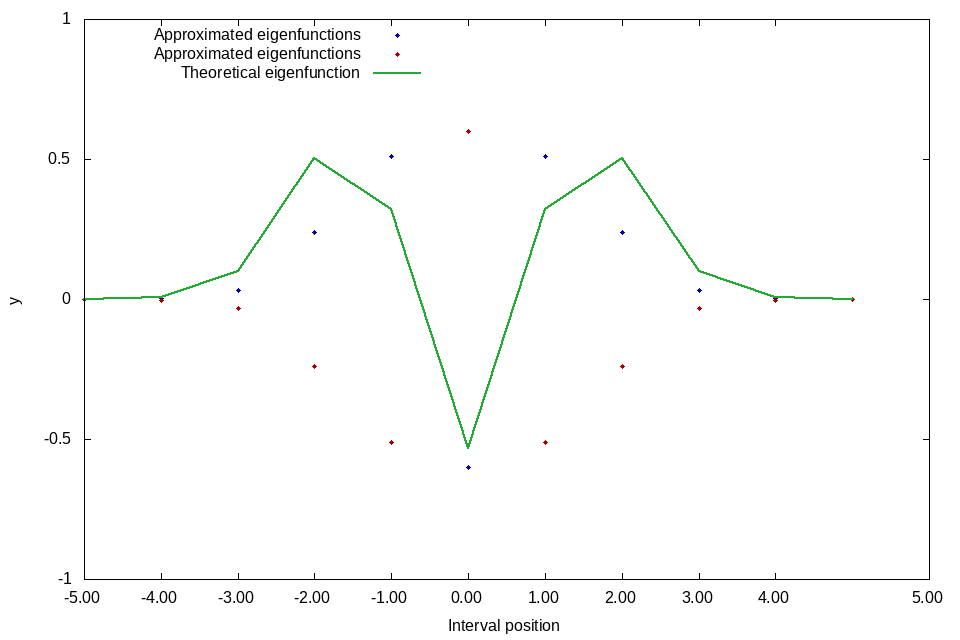 1
Approximated eigenfunctions
Approximated eigenfunctions
Theoretical eigenfunction
0.5
0
y
-0.5
-1
-5.00 -4.00 -3.00 -2.00 -1.00 0.00 1.00 2.00 3.00 4.00 5.00
Interval position